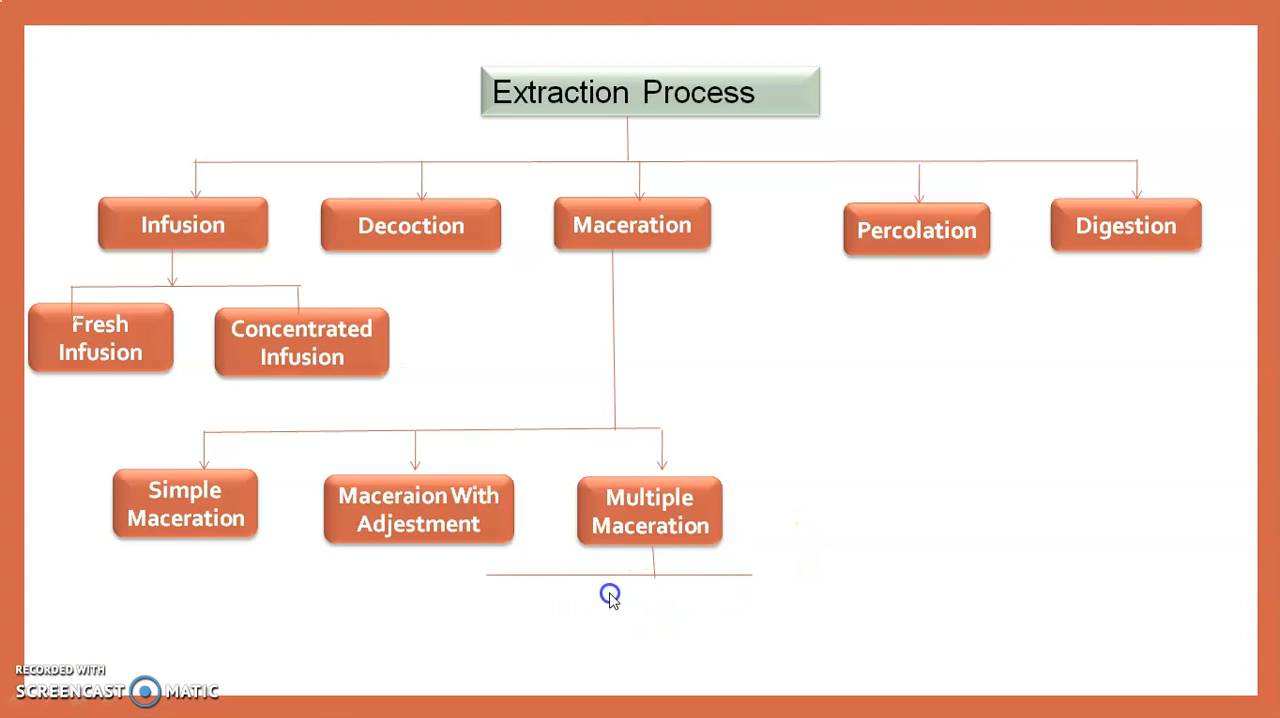 Extraction Process
Infusion
Decoction
Maceration
Percolation
Digestion
Fresh
Infusion
Concentrated
Infusion
Simple
Maceration
Maceraion With
Adjestment
Multiple
Maceration
RECORDED WITH
SCREENCAST MATIC